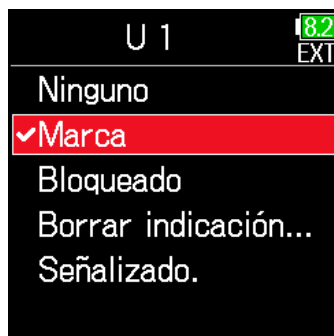 U 1
8.2
EXT
Ninguno
Marca
Bloqueado
Borrar indicación...
Señalizado.